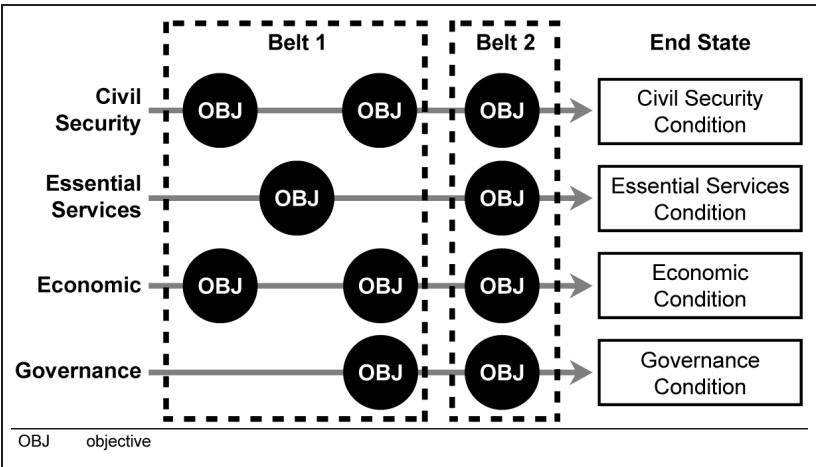 Belt 1
Belt 2
End State
Civil
Security
OBJ
OBJ
OBJ
Civil Security
Condition
Essential
Services
OBJ
OBJ
Essential Services
Condition
Economic
OBJ
OBJ
OBJ
Economic
Condition
Governance
OBJ
OBJ
Governance
Condition
OBJ objective